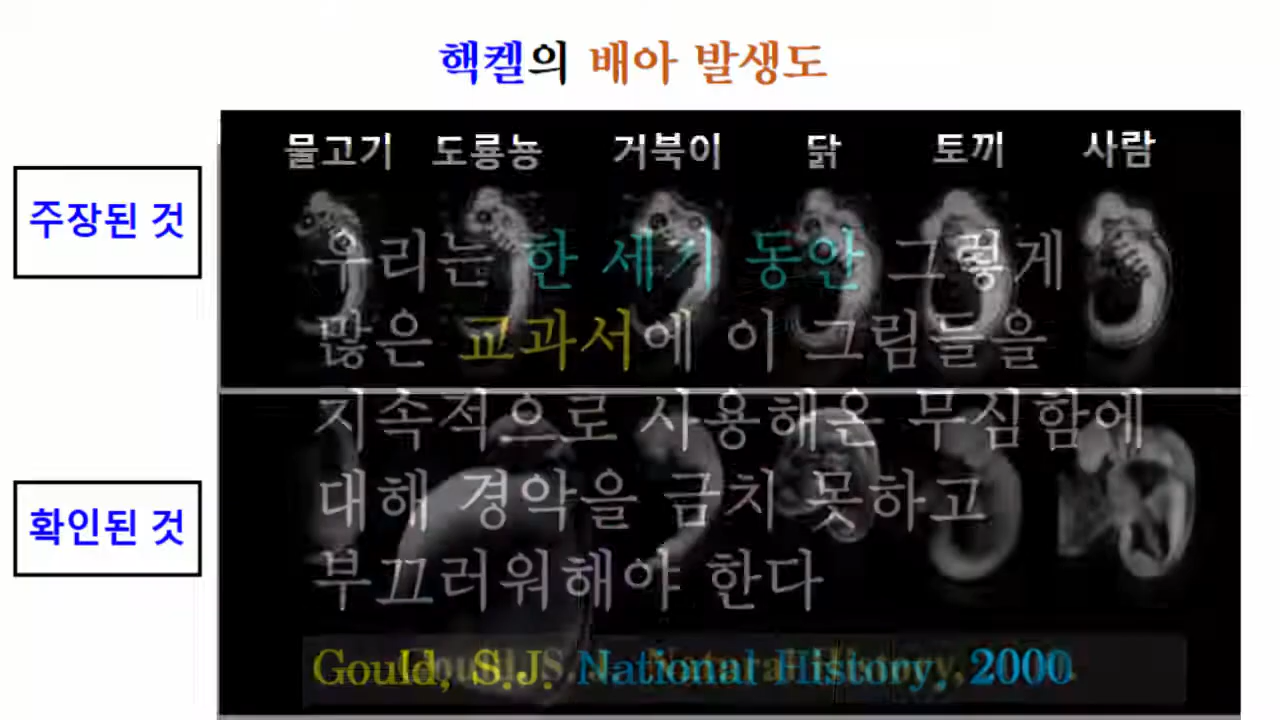 핵켈의 배아 발생도
물고기 도룡뇽 거북이 닭 토끼 사람
주장된 것
우리는 한 세기 동안 그렇게
많은 교과서에 이 그림들을
지속적으로 사용해온 무심함에
대해 경악을 금치 못하고
확인된 것
부끄러워해야 한다
Gould, S.J. National History. 2000